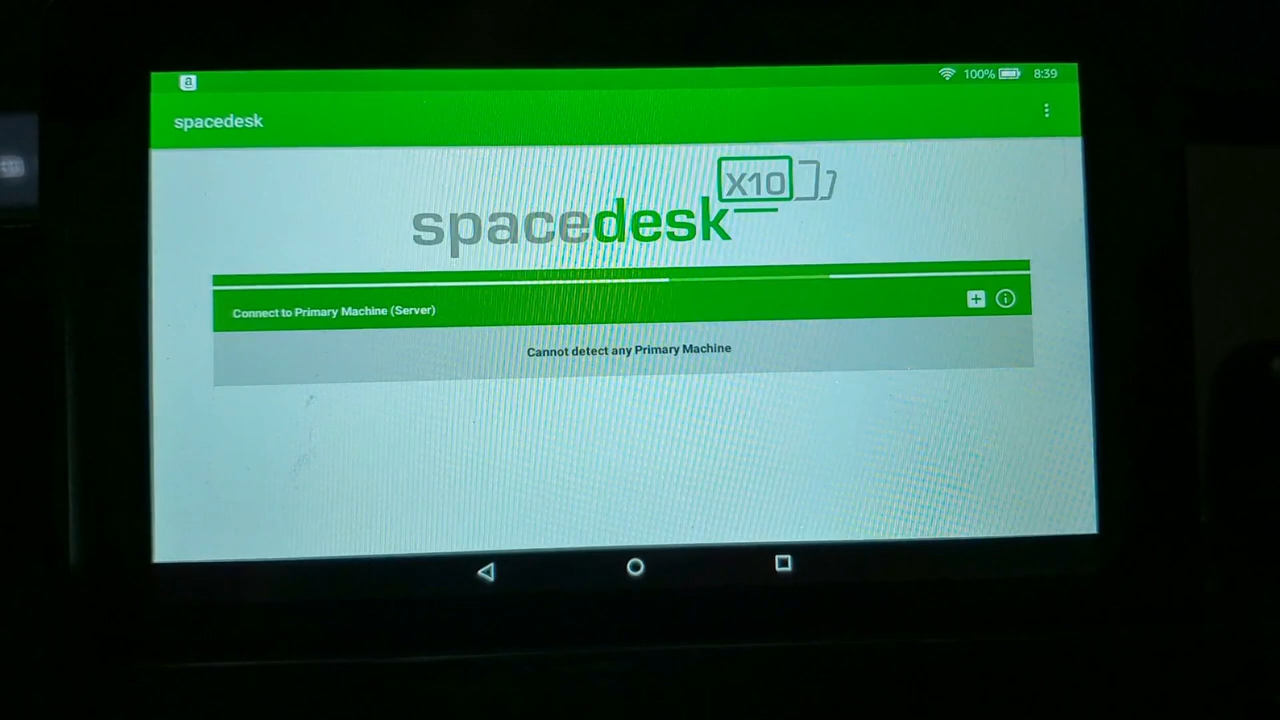 a 100% 8:39
spacedesk
X10
spacedesk
Connect to Primary Machine (Server)
Cannot detect any Primary Machine